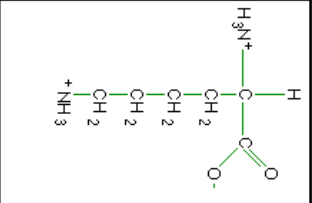 H
O
H₃N⁺ C C
O⁻
CH₂
CH₂
CH₂
CH₂
⁺NH₃